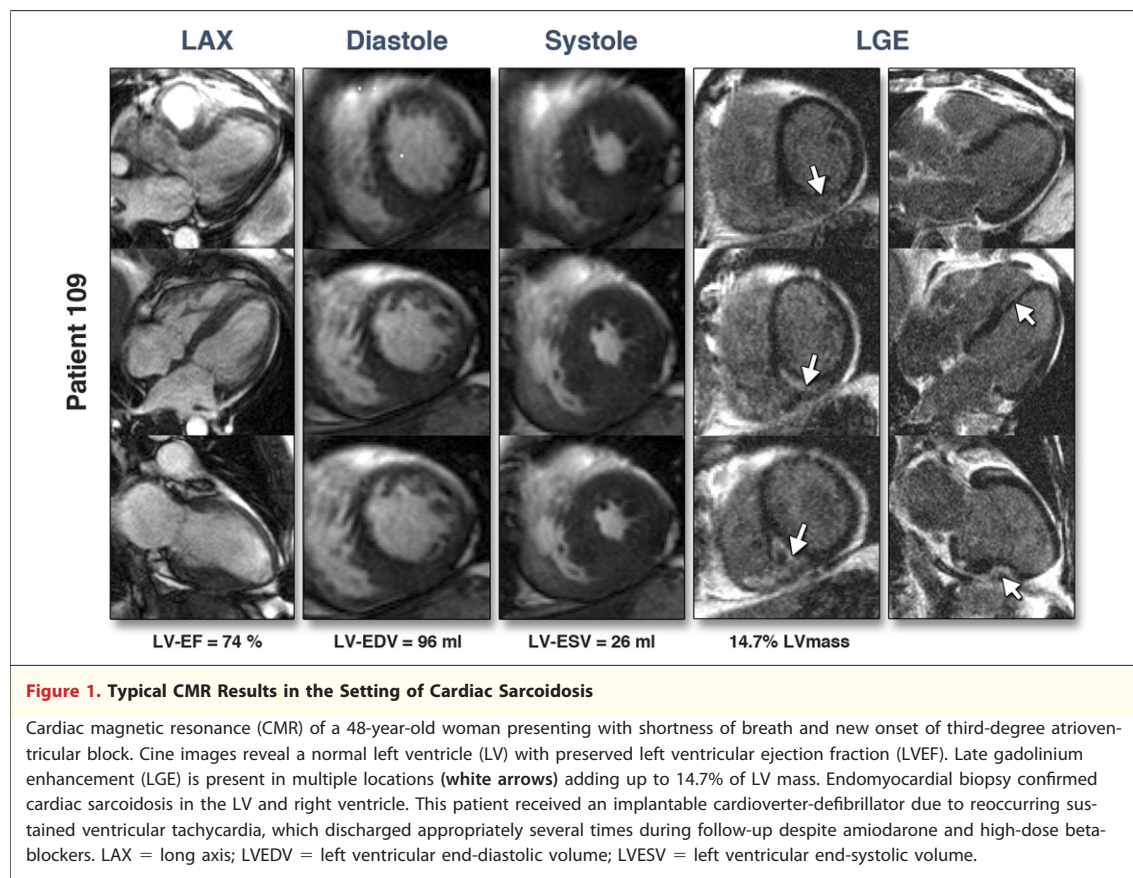 LAX Diastole Systole LGE
Patient 109
LV-EF = 74 % LV-EDV = 96 ml LV-ESV = 26 ml 14.7% LVmass
Figure 1. Typical CMR Results in the Setting of Cardiac Sarcoidosis
Cardiac magnetic resonance (CMR) of a 48-year-old woman presenting with shortness of breath and new onset of third-degree atrioven-
tricular block. Cine images reveal a normal left ventricle (LV) with preserved left ventricular ejection fraction (LVEF). Late gadolinium
enhancement (LGE) is present in multiple locations (white arrows) adding up to 14.7% of LV mass. Endomyocardial biopsy confirmed
cardiac sarcoidosis in the LV and right ventricle. This patient received an implantable cardioverter-defibrillator due to reoccurring sus-
tained ventricular tachycardia, which discharged appropriately several times during follow-up despite amiodarone and high-dose beta-
blockers. LAX = long axis; LVEDV = left ventricular end-diastolic volume; LVESV = left ventricular end-systolic volume.